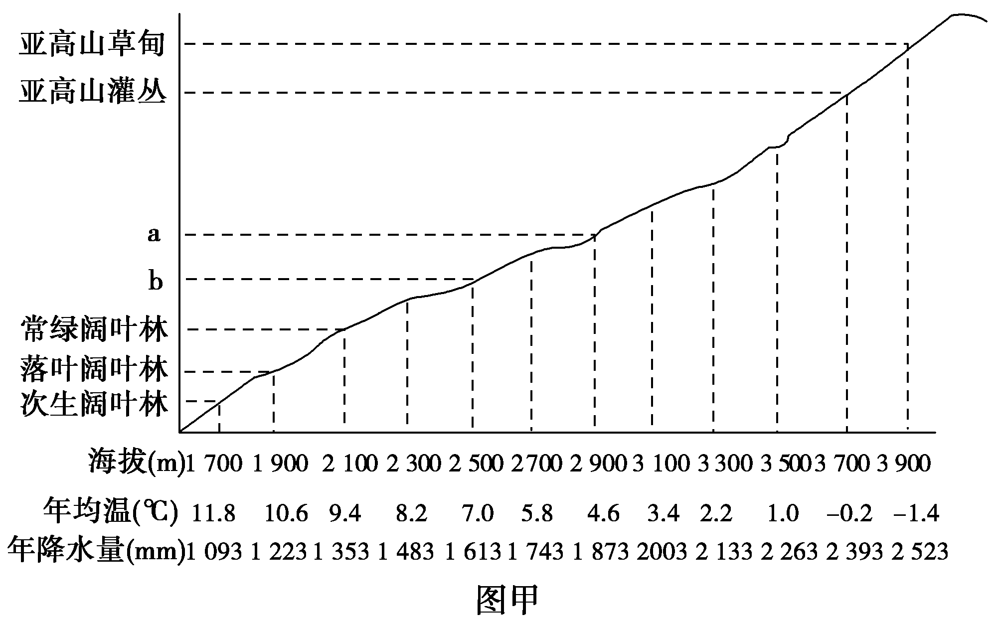 亚高山草甸
亚高山灌丛
a
b
常绿阔叶林
落叶阔叶林
次生阔叶林
海拔(m)1 700 1 900 2 100 2 300 2 500 2700 2 900 3 100 3 300 3 500 3 700 3 900
年均温(℃) 11.8 10.6 9.4 8.2 7.0 5.8 4.6 3.4 2.2 1.0 −0.2 −1.4
年降水量(mm)1 093 1 223 1 353 1 483 1 613 1 743 1 873 2003 2 133 2 263 2 393 2 523
图甲